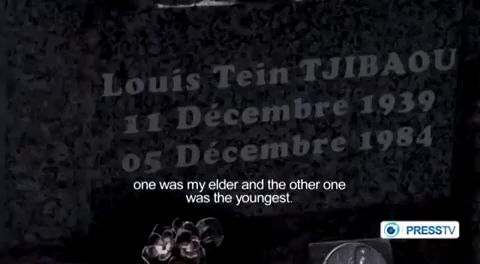 Louis Tein TJIBAOU
11 Décembre 1939
05 Décembre 1984
one was my elder and the other one
was the youngest.
PRESSTV